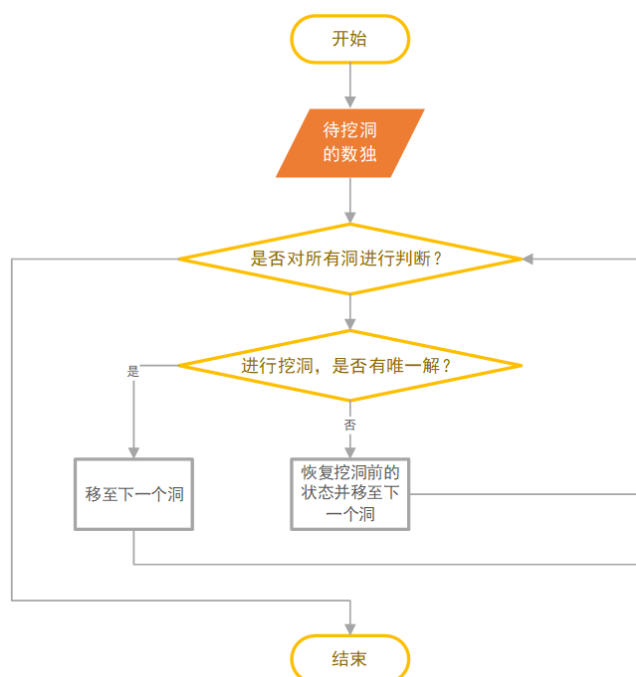 开始
待挖洞
的数独
是否对所有洞进行判断？
进行挖洞，是否有唯一解？
是
否
移至下一个洞
恢复挖洞前的
状态并移至下
一个洞
结束